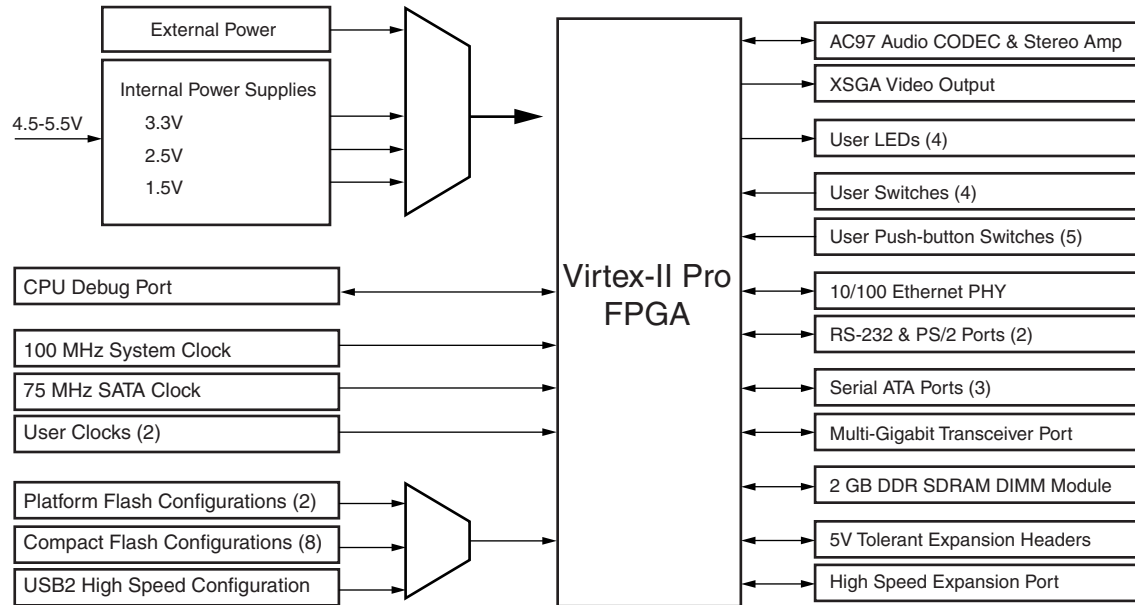 External Power
Internal Power Supplies
4.5-5.5V
3.3V
2.5V
1.5V
CPU Debug Port
100 MHz System Clock
75 MHz SATA Clock
User Clocks (2)
Platform Flash Configurations (2)
Compact Flash Configurations (8)
USB2 High Speed Configuration
Virtex-II Pro
FPGA
AC97 Audio CODEC & Stereo Amp
XSGA Video Output
User LEDs (4)
User Switches (4)
User Push-button Switches (5)
10/100 Ethernet PHY
RS-232 & PS/2 Ports (2)
Serial ATA Ports (3)
Multi-Gigabit Transceiver Port
2 GB DDR SDRAM DIMM Module
5V Tolerant Expansion Headers
High Speed Expansion Port